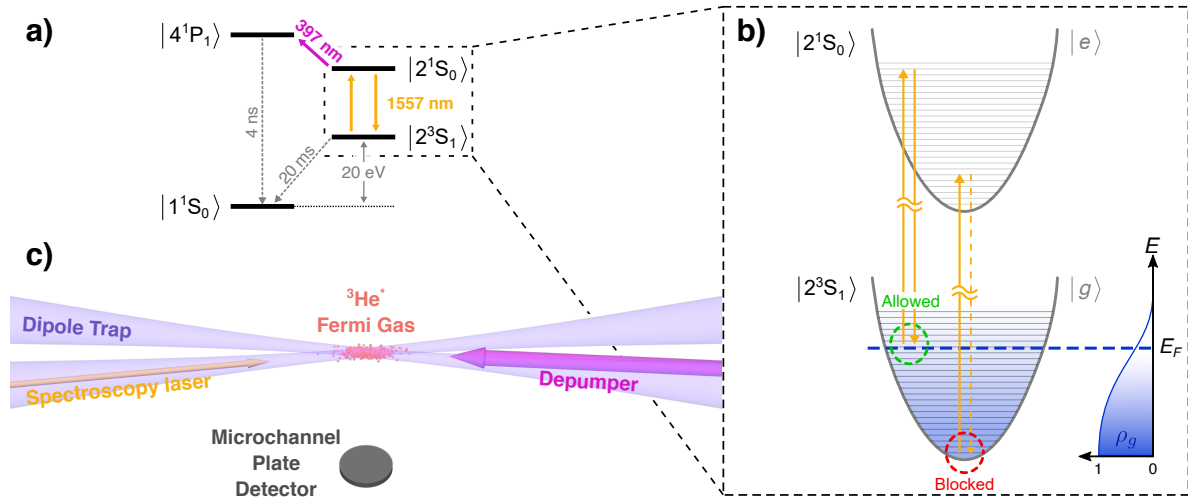 a)
|4¹P₁⟩
397 nm
|2¹S₀⟩
1557 nm
|2³S₁⟩
4 ns
20 ms
20 eV
|1¹S₀⟩
b)
|2¹S₀⟩
|e⟩
|2³S₁⟩
|g⟩
Allowed
Blocked
E
E_F
ρ_g
1
0
c)
³He*
Fermi Gas
Dipole Trap
Spectroscopy laser
Depumper
Microchannel
Plate
Detector